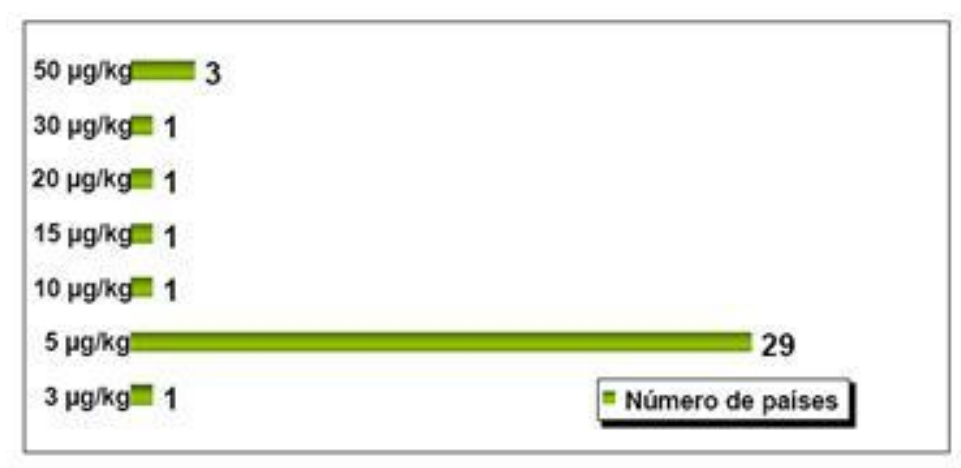 50 µg/kg 3
30 µg/kg 1
20 µg/kg 1
15 µg/kg 1
10 µg/kg 1
5 µg/kg 29
3 µg/kg 1
Número de países